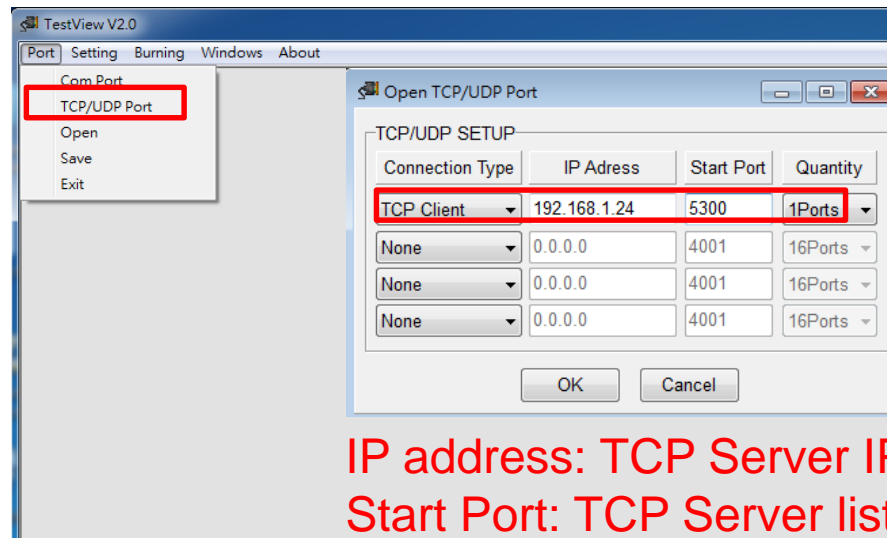 TestView V2.0
Port Setting Burning Windows About
Com Port
TCP/UDP Port
Open
Save
Exit
Open TCP/UDP Port
TCP/UDP SETUP
Connection Type IP Adress Start Port Quantity
TCP Client 192.168.1.24 5300 1Ports
None 0.0.0.0 4001 16Ports
None 0.0.0.0 4001 16Ports
None 0.0.0.0 4001 16Ports
OK Cancel
IP address: TCP Server
Start Port: TCP Server